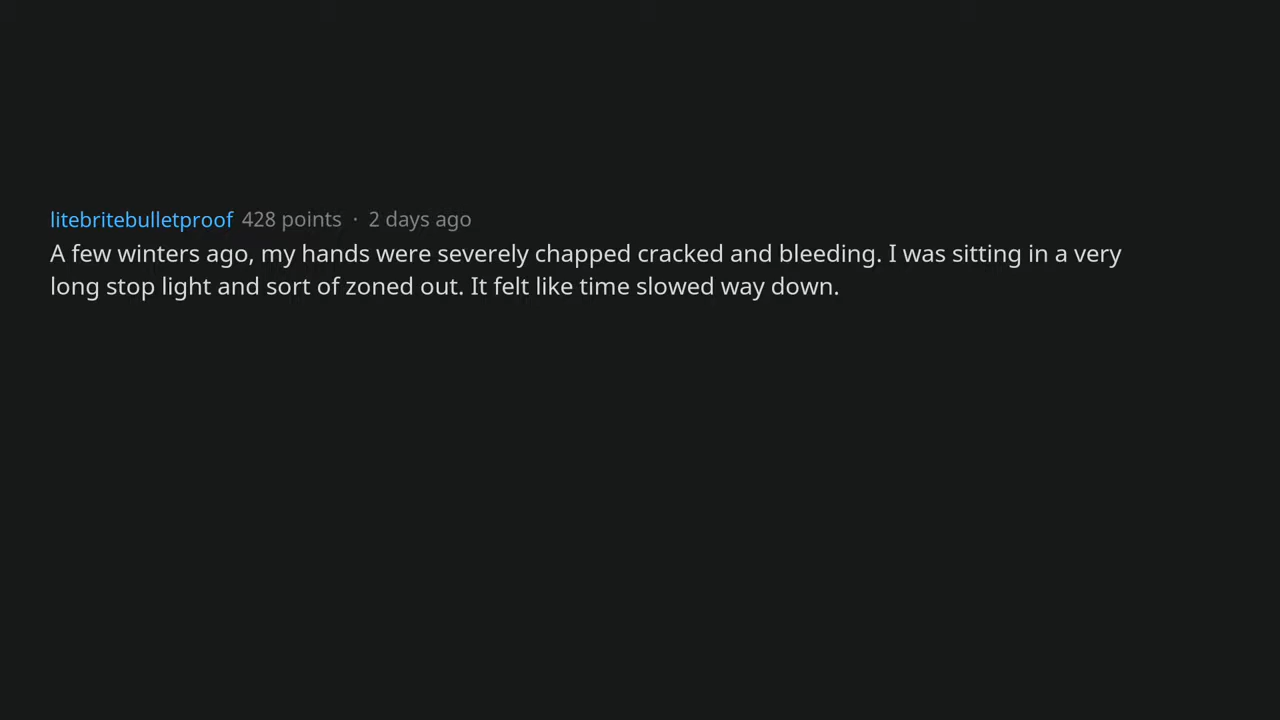 litebritebulletproof 428 points · 2 days ago
A few winters ago, my hands were severely chapped cracked and bleeding. I was sitting in a very
long stop light and sort of zoned out. It felt like time slowed way down.